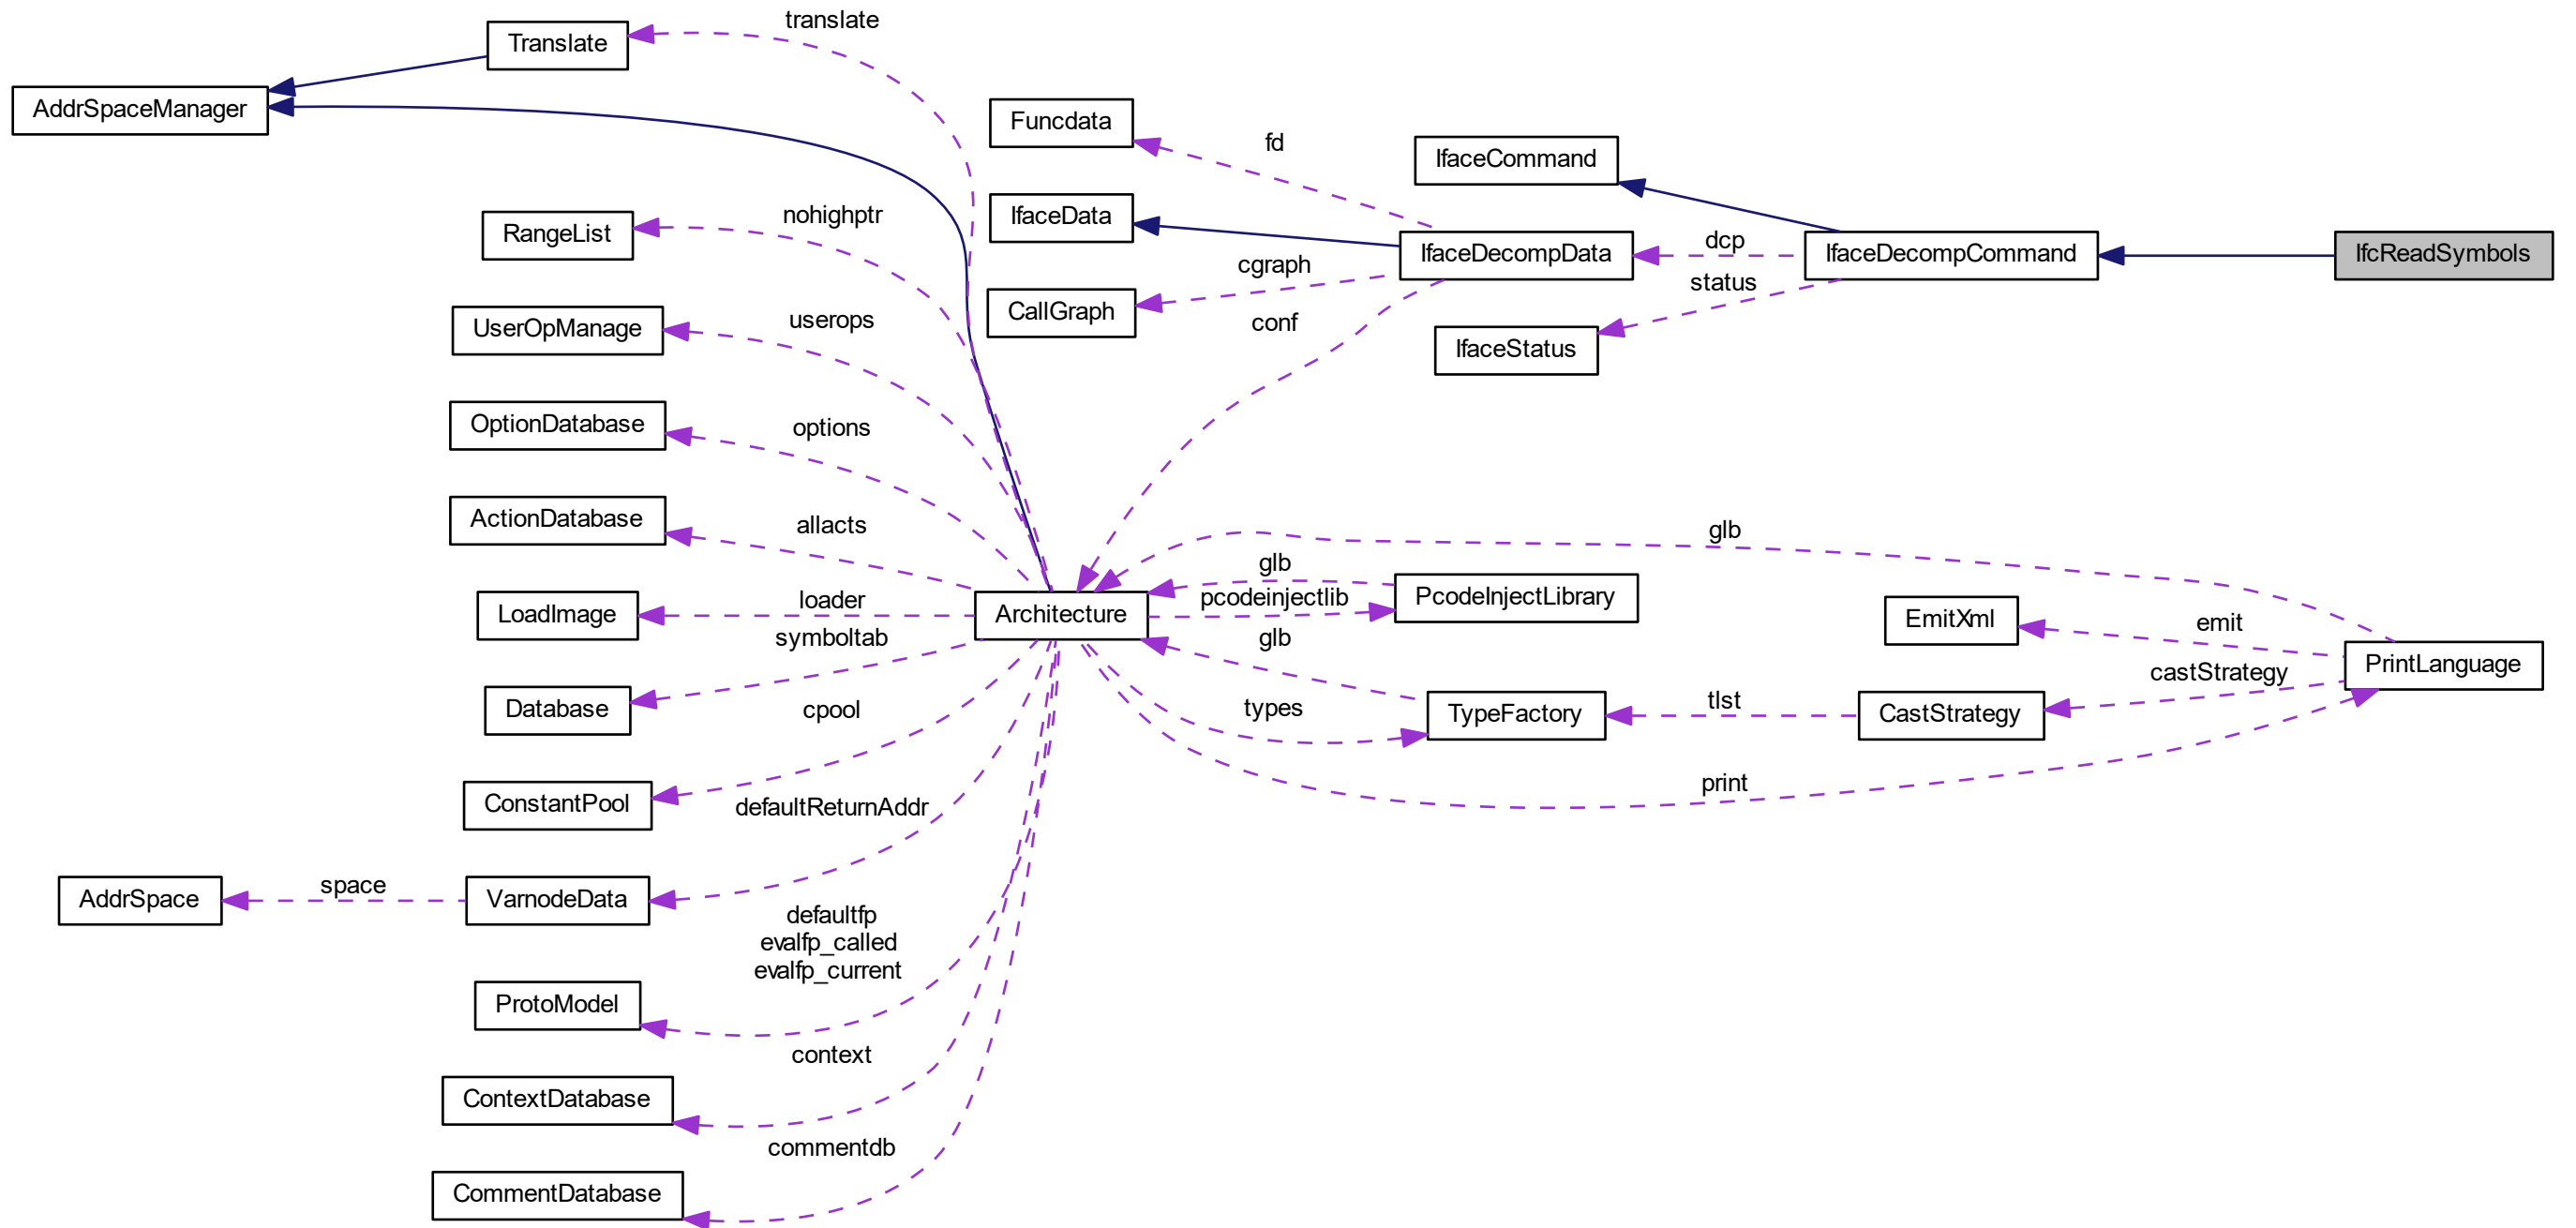 translate
Translate
AddrSpaceManager
Funcdata
fd
IfaceCommand
nohighptr
IfaceData
RangeList
dcp
IfaceDecompData
IfaceDecompCommand
IfcReadSymbols
cgraph
status
CallGraph
userops
conf
UserOpManage
IfaceStatus
options
OptionDatabase
allacts
ActionDatabase
glb
glb
loader
pcodeinjectlib
PcodeInjectLibrary
LoadImage
Architecture
EmitXml
emit
symboltab
glb
PrintLanguage
castStrategy
cpool
types
tlst
Database
TypeFactory
CastStrategy
print
ConstantPool
defaultReturnAddr
space
AddrSpace
VarnodeData
defaultfp
evalfp_called
evalfp_current
ProtoModel
context
ContextDatabase
commentdb
CommentDatabase